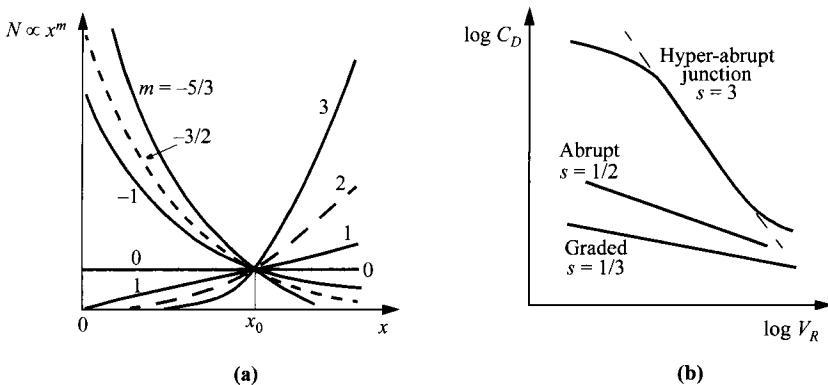 N ∝ x^m
m = –5/3
–3/2
–1
0
1
3
2
1
0
0
x₀
x
(a)
log C_D
Hyper-abrupt
junction
s = 3
Abrupt
s = 1/2
Graded
s = 1/3
log V_R
(b)